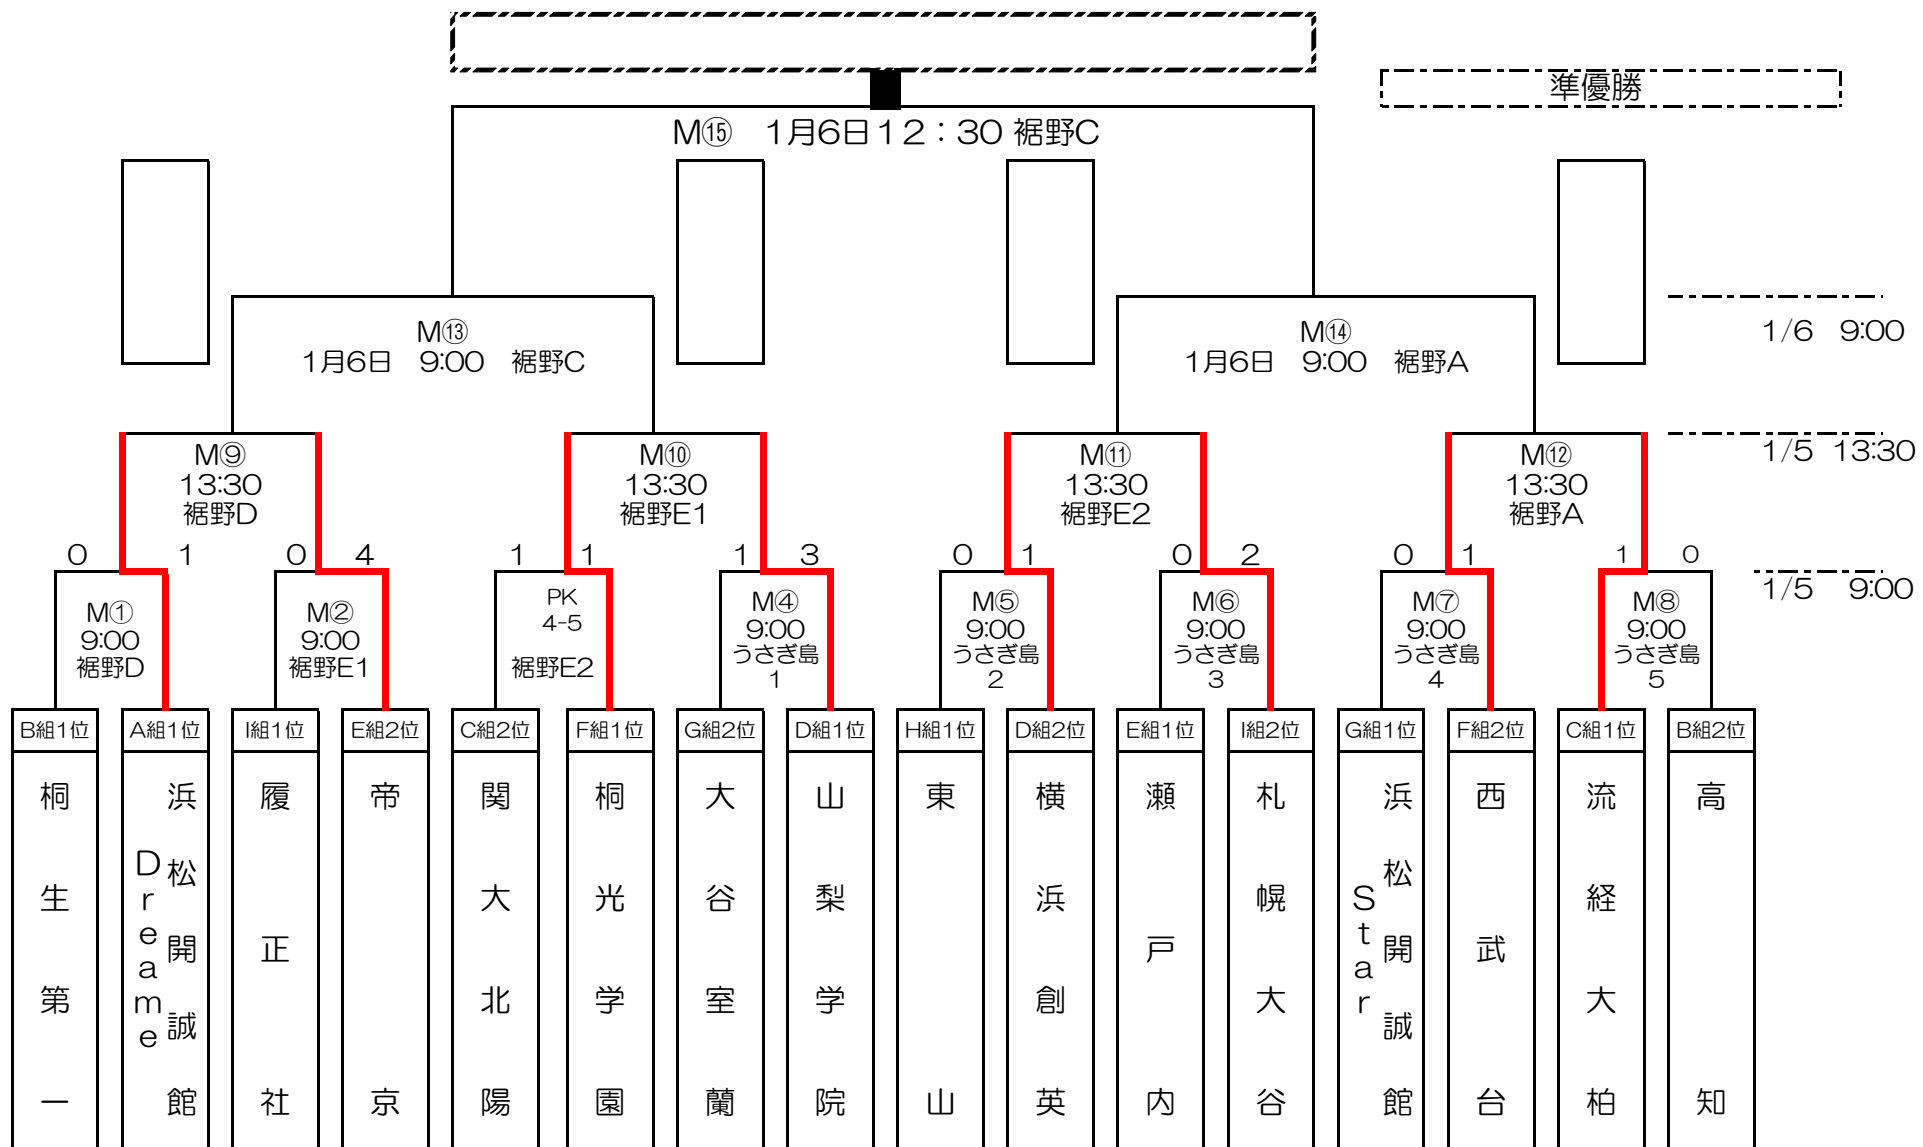 準優勝
M⑮ 1月6日12：30 裾野C
M⑬
1月6日 9:00 裾野C
M⑭
1月6日 9:00 裾野A
1/6 9:00
M⑨
13:30
裾野D
M⑩
13:30
裾野E1
M⑪
13:30
裾野E2
M⑫
13:30
裾野A
1/5 13:30
0 1 0 4 1 1 1 3 0 1 0 2 0 1 1 0
M①
9:00
裾野D
M②
9:00
裾野E1
PK
4-5
裾野E2
M④
9:00
うさぎ島
1
M⑤
9:00
うさぎ島
2
M⑥
9:00
うさぎ島
3
M⑦
9:00
うさぎ島
4
M⑧
9:00
うさぎ島
5
1/5 9:00
B組1位
桐生第一
A組1位
浜松開誠館
Dreame
I組1位
履正社
E組2位
帝京
C組2位
関大北陽
F組1位
桐光学園
G組2位
大谷室蘭
D組1位
山梨学院
H組1位
東山
D組2位
横浜創英
E組1位
瀬戸内
I組2位
札幌大谷
G組1位
浜松開誠館
Star
F組2位
西武台
C組1位
流経大柏
B組2位
高知